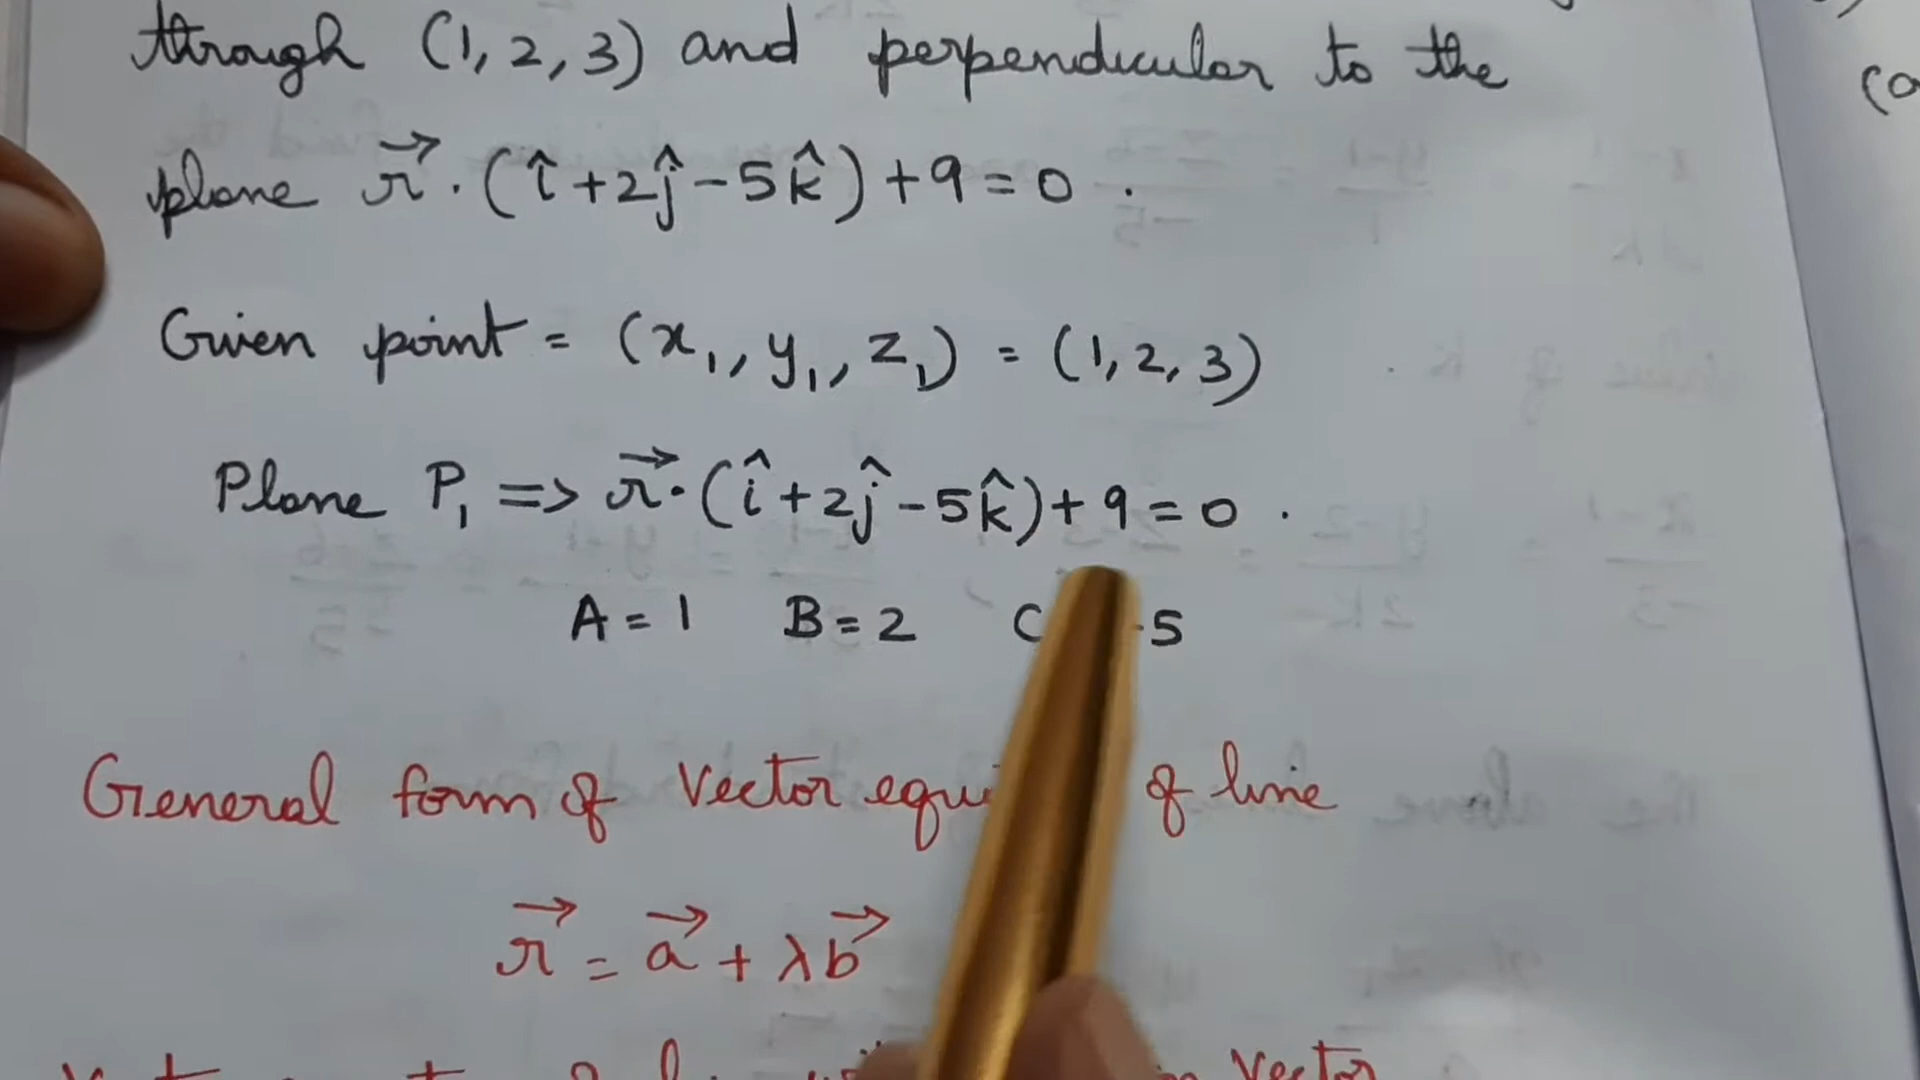 through (1, 2, 3) and perpendicular to the
(a
plane r⃗ . (î + 2ĵ - 5k̂) + 9 = 0 .
Given point = (x₁, y₁, z₁) = (1, 2, 3)
Plane P₁ => r⃗ . (î + 2ĵ - 5k̂) + 9 = 0 .
A = 1 B = 2 C -5
General form of Vector of line
r⃗ = a⃗ + λb⃗
Vector